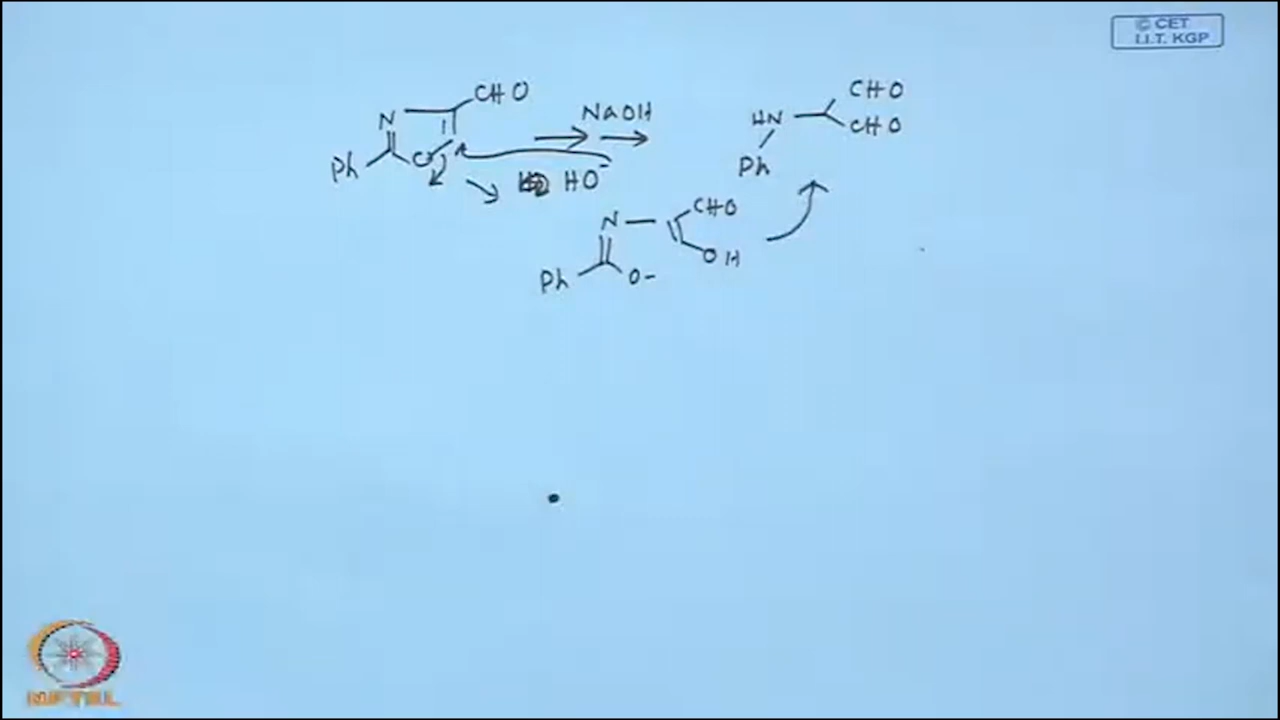 © CET
I.I.T. KGP
CHO
N
NaOH
Ph
O
HO⁻
HN
CHO
CHO
Ph
N
CHO
OH
Ph
O-
NPTEL